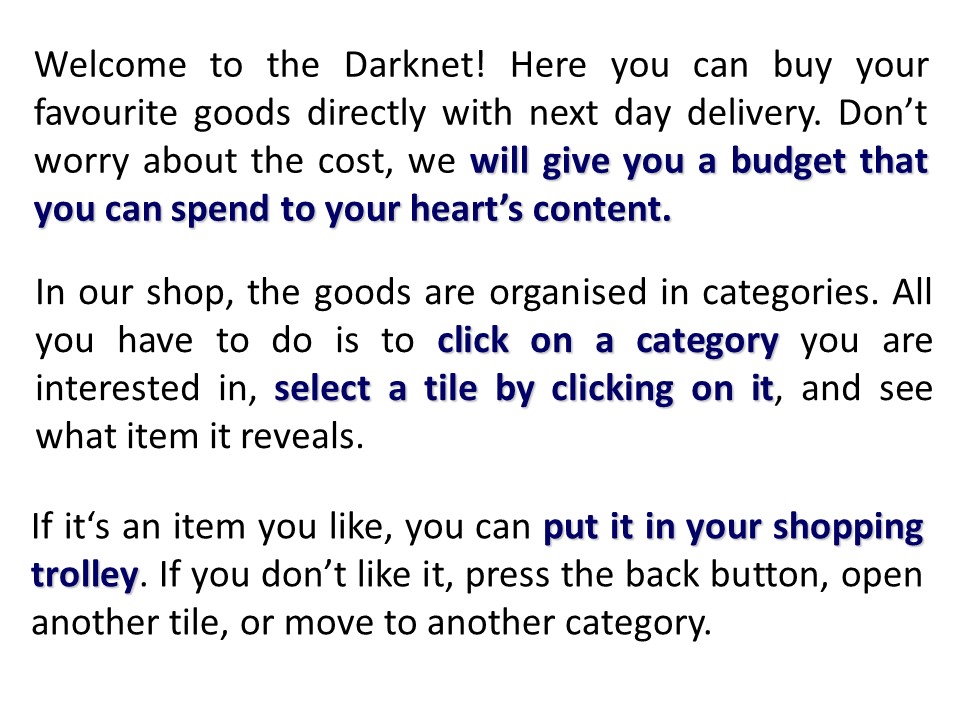 Welcome to the Darknet! Here you can buy your
favourite goods directly with next day delivery. Don’t
worry about the cost, we will give you a budget that
you can spend to your heart’s content.
In our shop, the goods are organised in categories. All
you have to do is to click on a category you are
interested in, select a tile by clicking on it, and see
what item it reveals.
If it‘s an item you like, you can put it in your shopping
trolley. If you don’t like it, press the back button, open
another tile, or move to another category.